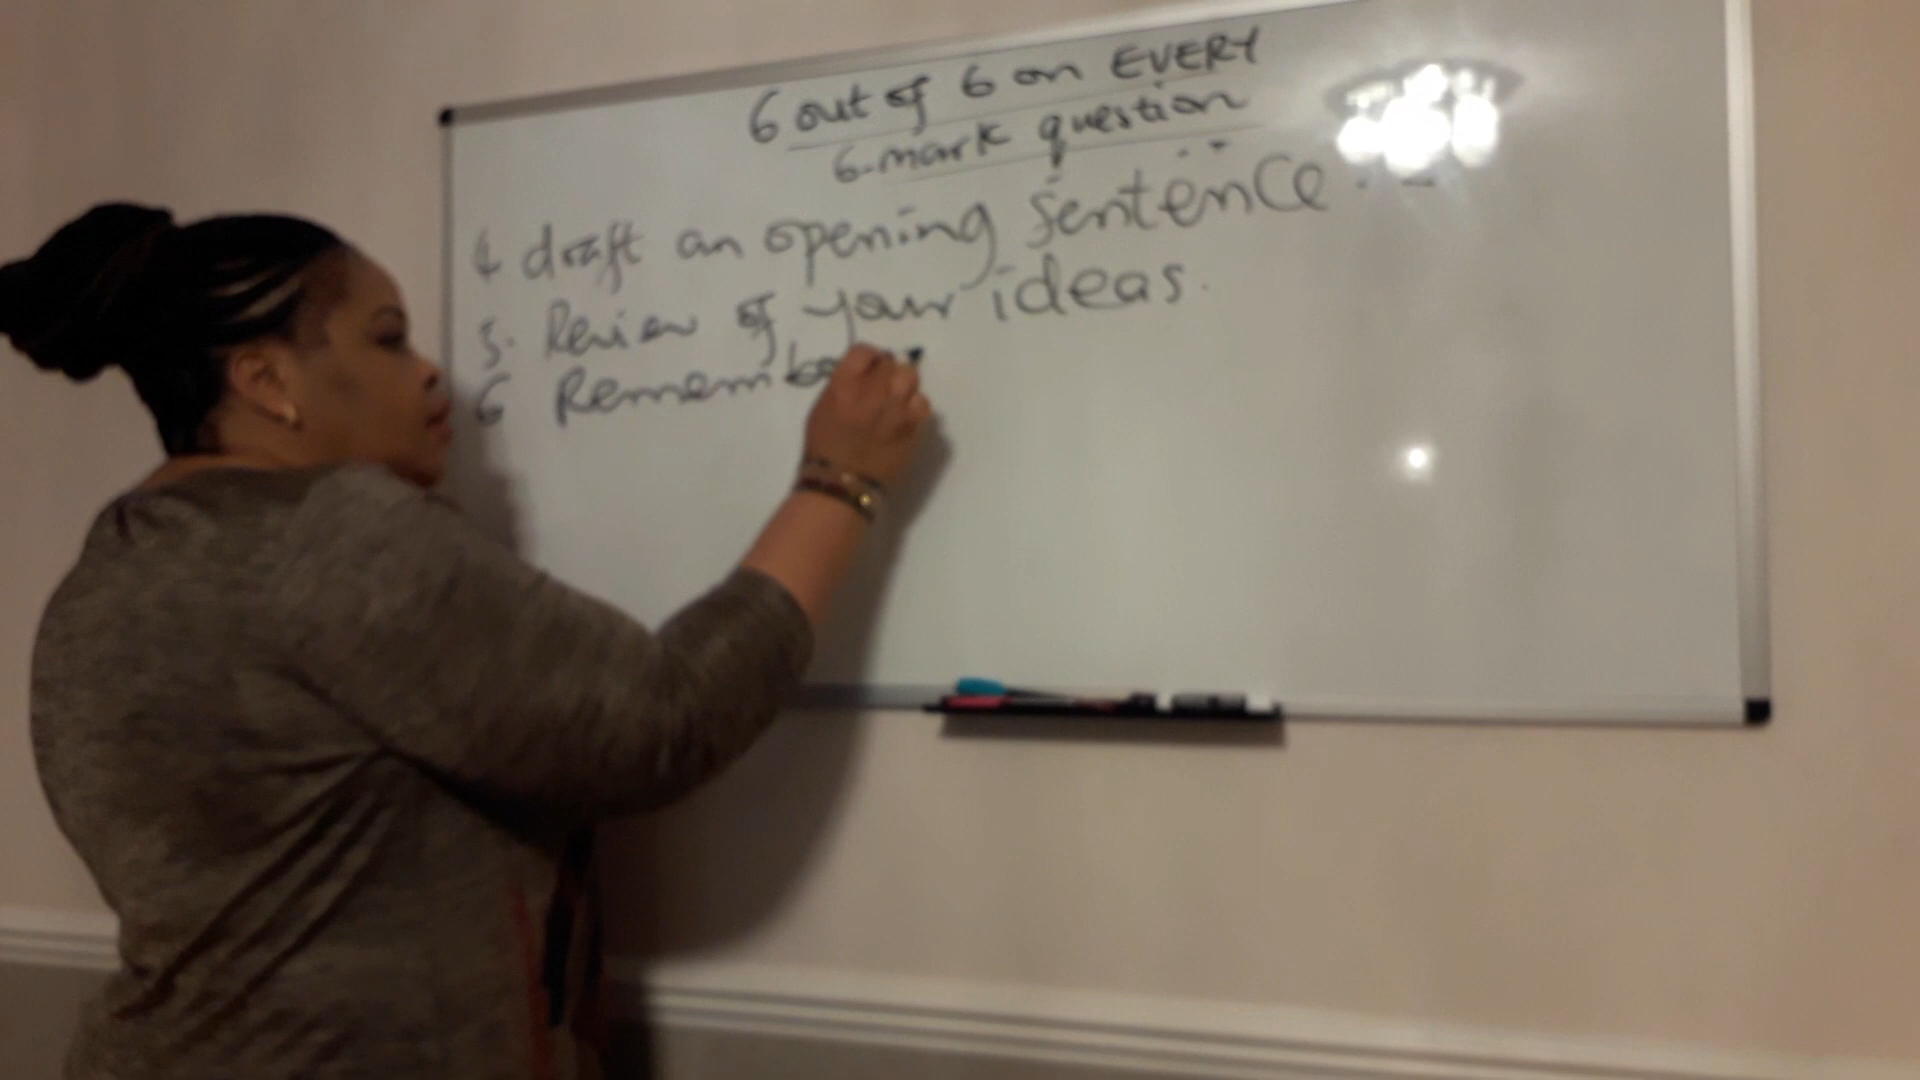 6 out of 6 on EVERY
6-mark question
4 draft an opening sentence...
5. Review of your ideas.
6 Remember